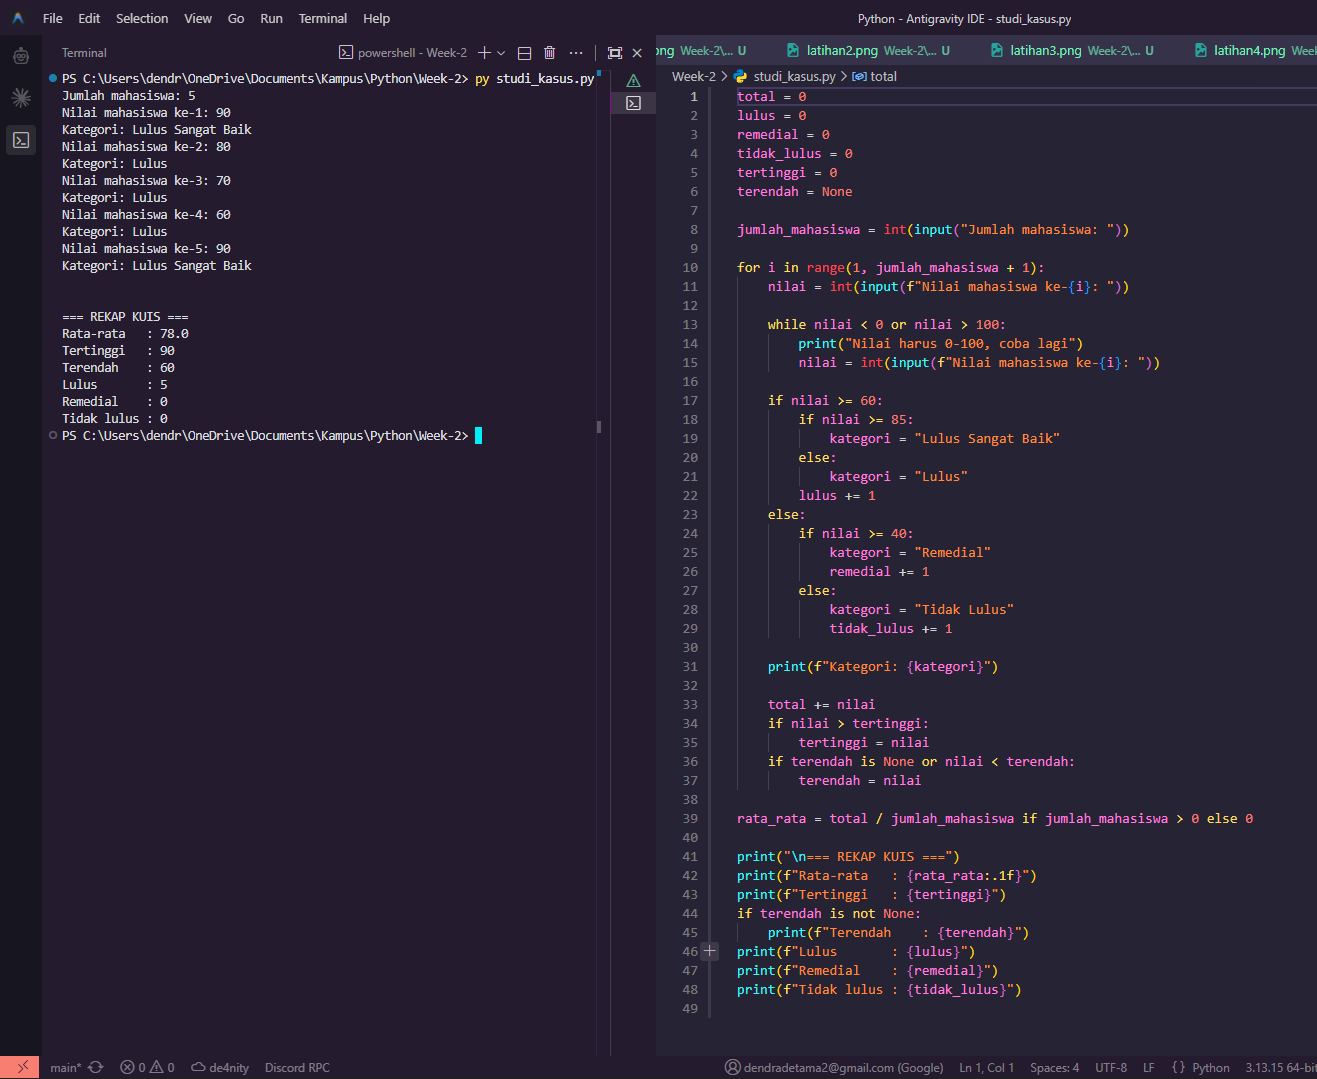 File Edit Selection View Go Run Terminal Help
Python - Antigravity IDE - studi_kasus.py
Terminal
powershell - Week-2
PS C:\Users\dendr\OneDrive\Documents\Kampus\Python\Week-2> py studi_kasus.py
Jumlah mahasiswa: 5
Nilai mahasiswa ke-1: 90
Kategori: Lulus Sangat Baik
Nilai mahasiswa ke-2: 80
Kategori: Lulus
Nilai mahasiswa ke-3: 70
Kategori: Lulus
Nilai mahasiswa ke-4: 60
Kategori: Lulus
Nilai mahasiswa ke-5: 90
Kategori: Lulus Sangat Baik
=== REKAP KUIS ===
Rata-rata   : 78.0
Tertinggi   : 90
Terendah    : 60
Lulus       : 5
Remedial    : 0
Tidak lulus : 0
PS C:\Users\dendr\OneDrive\Documents\Kampus\Python\Week-2>
png Week-2\... U latihan2.png Week-2\... U latihan3.png Week-2\... U latihan4.png Week
Week-2 > studi_kasus.py > total
1 total = 0
2 lulus = 0
3 remedial = 0
4 tidak_lulus = 0
5 tertinggi = 0
6 terendah = None
7
8 jumlah_mahasiswa = int(input("Jumlah mahasiswa: "))
9
10 for i in range(1, jumlah_mahasiswa + 1):
11     nilai = int(input(f"Nilai mahasiswa ke-{i}: "))
12
13     while nilai < 0 or nilai > 100:
14         print("Nilai harus 0-100, coba lagi")
15         nilai = int(input(f"Nilai mahasiswa ke-{i}: "))
16
17     if nilai >= 60:
18         if nilai >= 85:
19             kategori = "Lulus Sangat Baik"
20         else:
21             kategori = "Lulus"
22         lulus += 1
23     else:
24         if nilai >= 40:
25             kategori = "Remedial"
26             remedial += 1
27         else:
28             kategori = "Tidak Lulus"
29             tidak_lulus += 1
30
31     print(f"Kategori: {kategori}")
32
33     total += nilai
34     if nilai > tertinggi:
35         tertinggi = nilai
36     if terendah is None or nilai < terendah:
37         terendah = nilai
38
39 rata_rata = total / jumlah_mahasiswa if jumlah_mahasiswa > 0 else 0
40
41 print("\n=== REKAP KUIS ===")
42 print(f"Rata-rata   : {rata_rata:.1f}")
43 print(f"Tertinggi   : {tertinggi}")
44 if terendah is not None:
45     print(f"Terendah    : {terendah}")
46 print(f"Lulus       : {lulus}")
47 print(f"Remedial    : {remedial}")
48 print(f"Tidak lulus : {tidak_lulus}")
49
main* 0 0 de4nity Discord RPC
dendradetama2@gmail.com (Google) Ln 1, Col 1 Spaces: 4 UTF-8 LF {} Python 3.13.15 64-bi